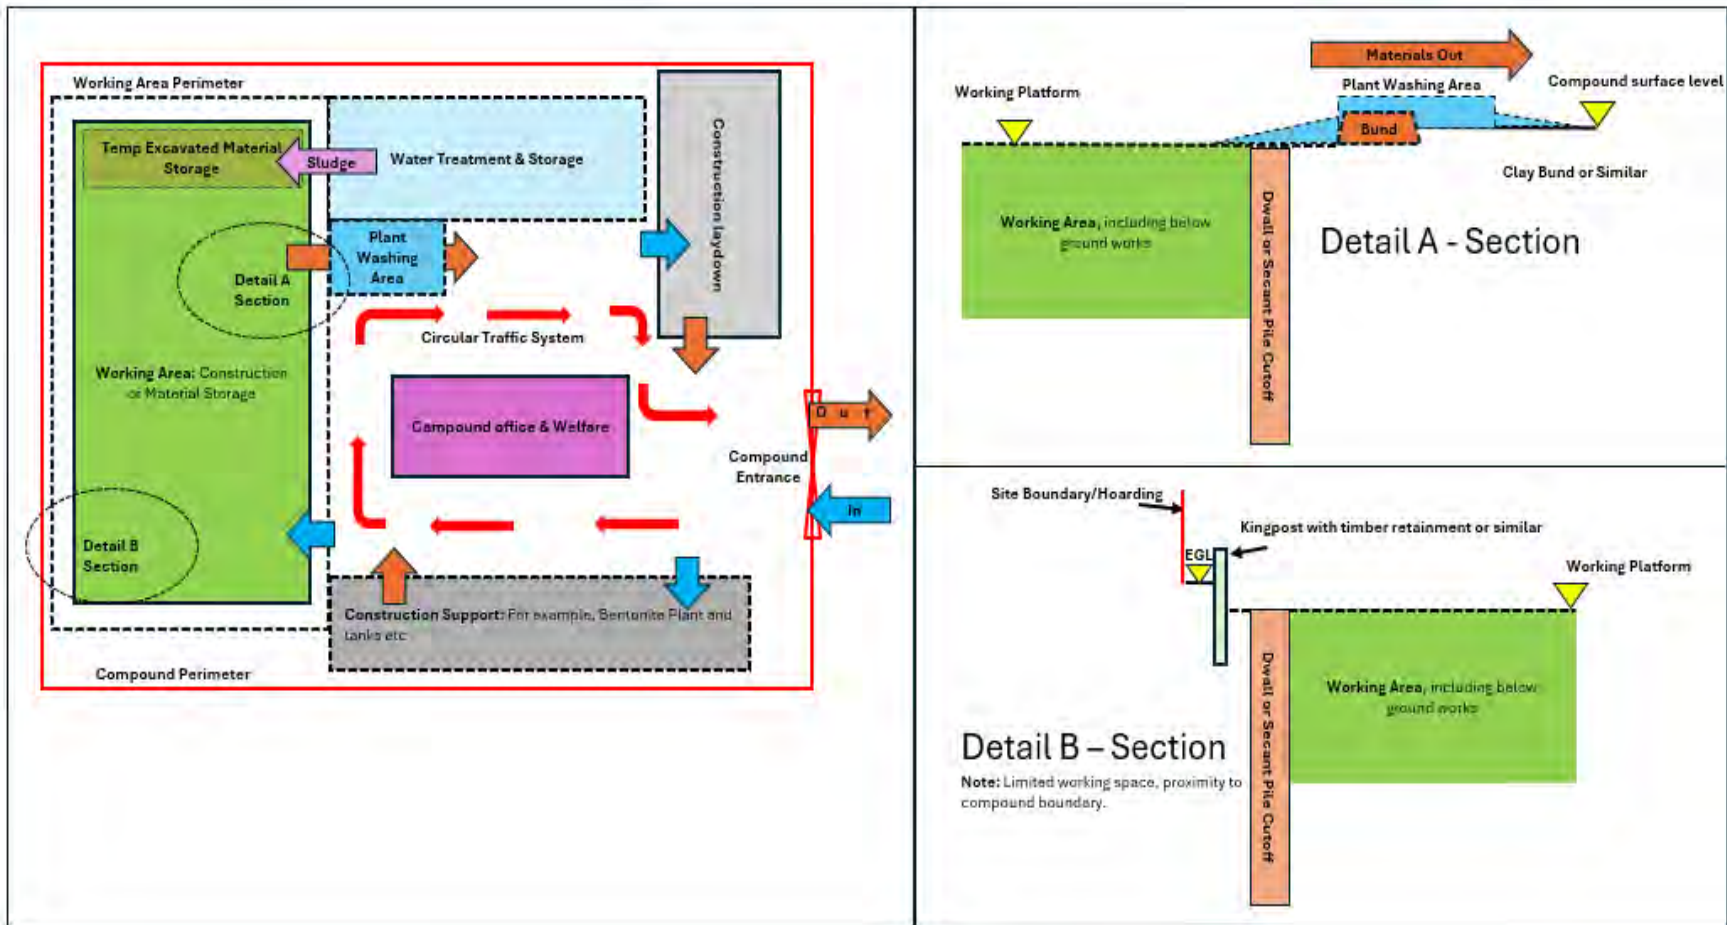 Working Area Perimeter
Temp Excavated Material
Storage
Sludge
Water Treatment & Storage
Construction laydown
Plant
Washing
Area
Detail A
Section
Circular Traffic System
Working Area: Construction
or Material Storage
Compound office & Welfare
Out
Compound
Entrance
In
Detail B
Section
Construction Support: For example, Bentonite Plant and
tanks etc
Compound Perimeter
Materials Out
Plant Washing Area
Compound surface level
Working Platform
Bund
Clay Bund or Similar
Working Area, including below
ground works
Dwall or Secant Pile Cutoff
Detail A - Section
Site Boundary/Hoarding
Kingpost with timber retainment or similar
EGL
Working Platform
Dwall or Secant Pile Cutoff
Working Area, including below
ground works
Detail B – Section
Note: Limited working space, proximity to
compound boundary.